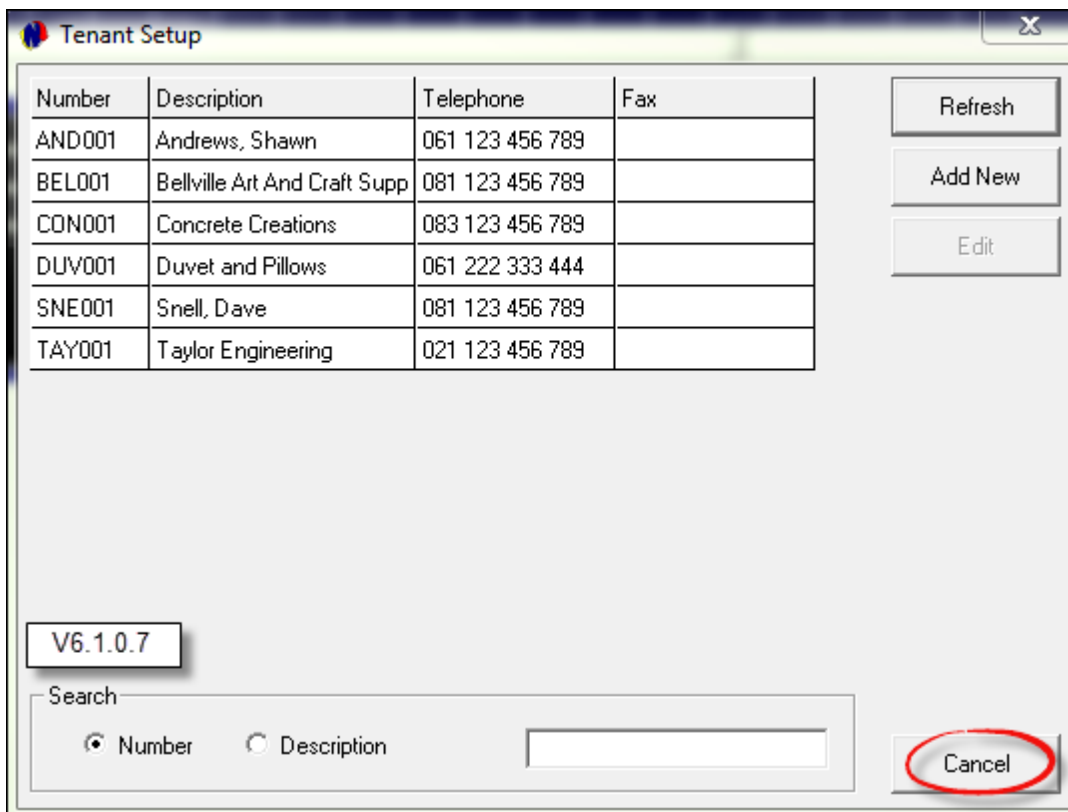 Tenant Setup
Number Description Telephone Fax
AND001 Andrews, Shawn 061 123 456 789
BEL001 Bellville Art And Craft Supp 081 123 456 789
CON001 Concrete Creations 083 123 456 789
DUV001 Duvet and Pillows 061 222 333 444
SNE001 Snell, Dave 081 123 456 789
TAY001 Taylor Engineering 021 123 456 789
Refresh
Add New
Edit
V6.1.0.7
Search
Number Description
Cancel